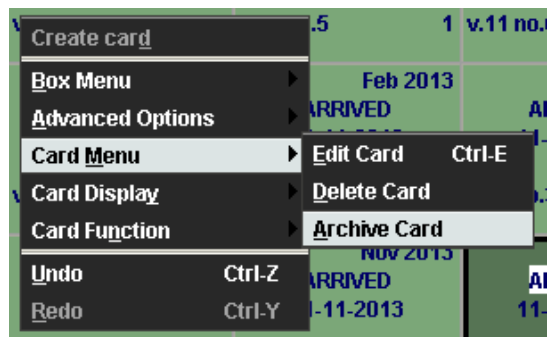 .5 1 v.11 no.
Create card
Box Menu
Feb 2013
Advanced Options
ARRIVED
Card Menu
Edit Card Ctrl-E
Card Display
Delete Card
Card Function
Archive Card
Nov 2013
Undo Ctrl-Z
ARRIVED
Redo Ctrl-Y
-11-2013
11-